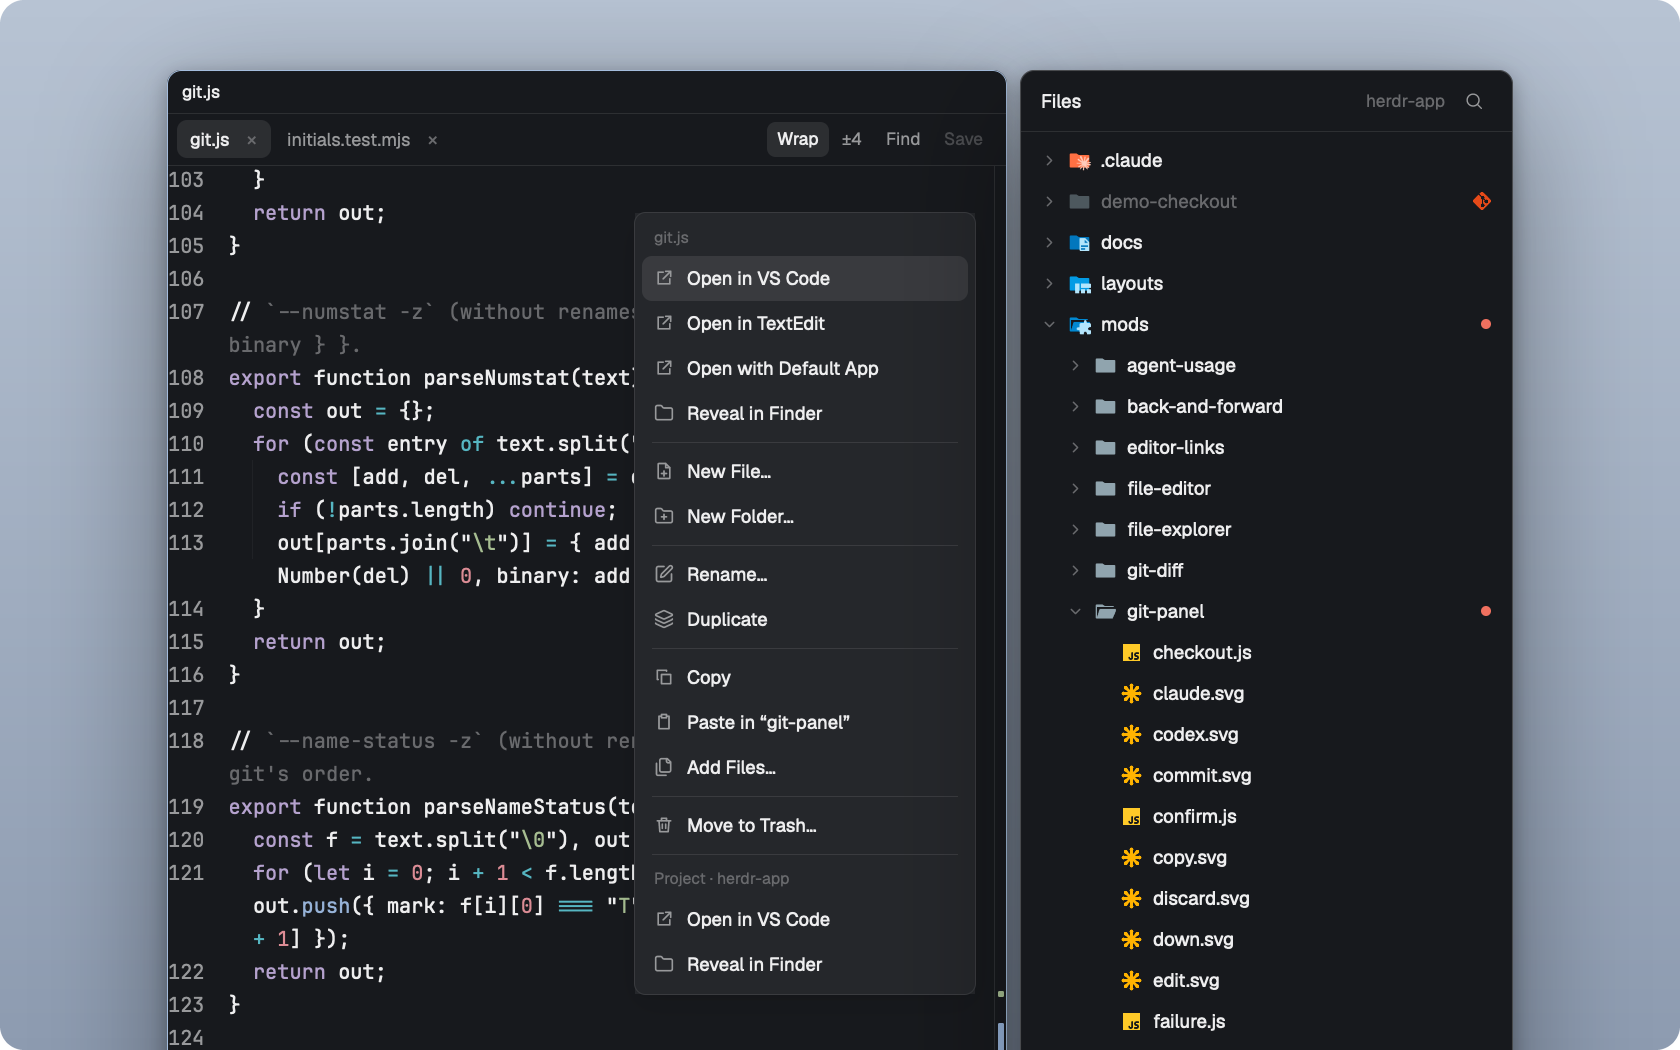 git.js
git.js ×
initials.test.mjs ×
Wrap ±4 Find Save
103 }
104 return out;
105 }
106
107 // `--numstat -z` (without renames
binary } }.
108 export function parseNumstat(text)
109 const out = {};
110 for (const entry of text.split("
111 const [add, del, ...parts] =
112 if (!parts.length) continue;
113 out[parts.join("\t")] = { add
Number(del) || 0, binary: add
114 }
115 return out;
116 }
117
118 // `--name-status -z` (without
git's order.
119 export function parseNameStatus(
120 const f = text.split("\0"), out
121 for (let i = 0; i + 1 < f.length
out.push({ mark: f[i][0] === "T"
+ 1] });
122 return out;
123 }
124
git.js
Open in VS Code
Open in TextEdit
Open with Default App
Reveal in Finder
New File…
New Folder…
Rename…
Duplicate
Copy
Paste in “git-panel”
Add Files…
Move to Trash…
Project · herdr-app
Open in VS Code
Reveal in Finder
Files herdr-app
.claude
demo-checkout
docs
layouts
mods
agent-usage
back-and-forward
editor-links
file-editor
file-explorer
git-diff
git-panel
JS checkout.js
claude.svg
codex.svg
commit.svg
JS confirm.js
copy.svg
discard.svg
down.svg
edit.svg
JS failure.js